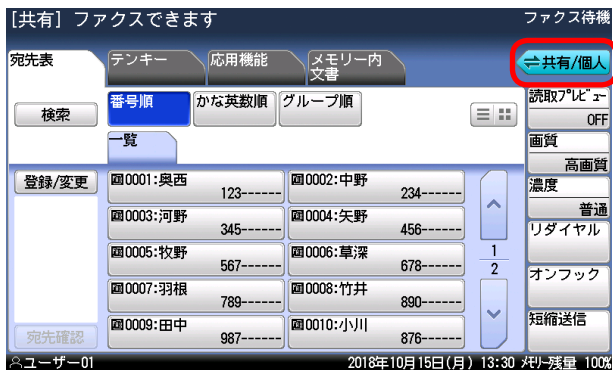 [共有] ファクスできます
ファクス待機
宛先表
テンキー
応用機能
メモリー内
文書
⇌共有/個人
検索
番号順
かな英数順
グループ順
読取プレビュー
OFF
一覧
画質
高画質
登録/変更
0001:奥西
123------
0002:中野
234------
濃度
普通
0003:河野
345------
0004:矢野
456------
リダイヤル
0005:牧野
567------
0006:草深
678------
1
2
オンフック
0007:羽根
789------
0008:竹井
890------
短縮送信
0009:田中
987------
0010:小川
876------
宛先確認
ユーザー01
2018年10月15日(月) 13:30 メモリー残量 100%